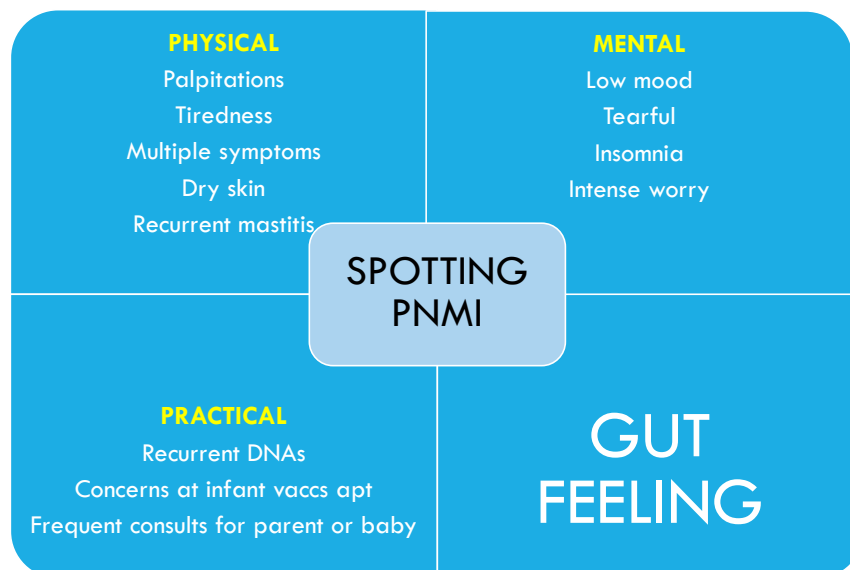 PHYSICAL
Palpitations
Tiredness
Multiple symptoms
Dry skin
Recurrent mastitis
MENTAL
Low mood
Tearful
Insomnia
Intense worry
SPOTTING
PNMI
PRACTICAL
Recurrent DNAs
Concerns at infant vaccs apt
Frequent consults for parent or baby
GUT
FEELING